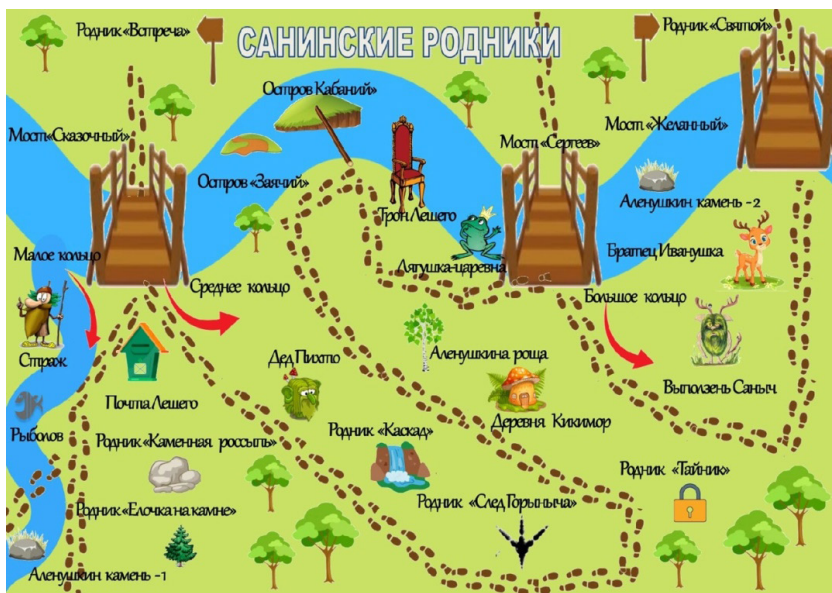 Родник «Встреча»
САНИНСКИЕ РОДНИКИ
Родник «Святой»
Остров Кабаний»
Мост «Сказочный»
Мост «Сергеев»
Мост «Желанный»
Остров «Заячий»
Трон Лешего
Аленушкин камень -2
Малое кольцо
Лягушка-царевна
Братец Иванушка
Среднее кольцо
Большое кольцо
Страж
Дед Пихто
Аленушкина роща
Выползень Саныч
Почта Лешего
Деревня Кикимор
Рыболов
Родник «Каменная россыпь»
Родник «Каскад»
Родник «Тайник»
Родник «Елочка на камне»
Родник «След Горыныча»
Аленушкин камень -1